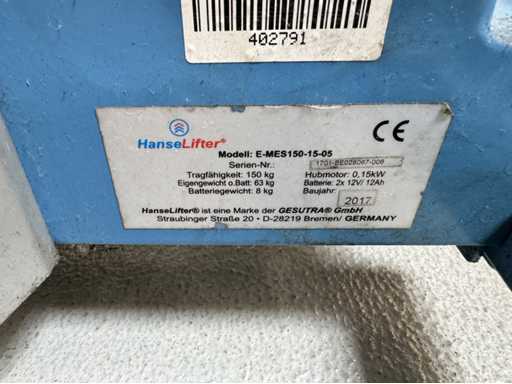 402791
HanseLifter®
CE
Modell: E-MES150-15-05
Serien-Nr.:
Tragfähigkeit: 150 kg Hubmotor: 0,15kW
Eigengewicht o.Batt: 63 kg Batterie: 2x 12V/ 12Ah
Batteriegewicht: 8 kg Baujahr: 2017
HanseLifter® ist eine Marke der GESUTRA® GmbH
Straubinger Straße 20 • D-28219 Bremen/ GERMANY